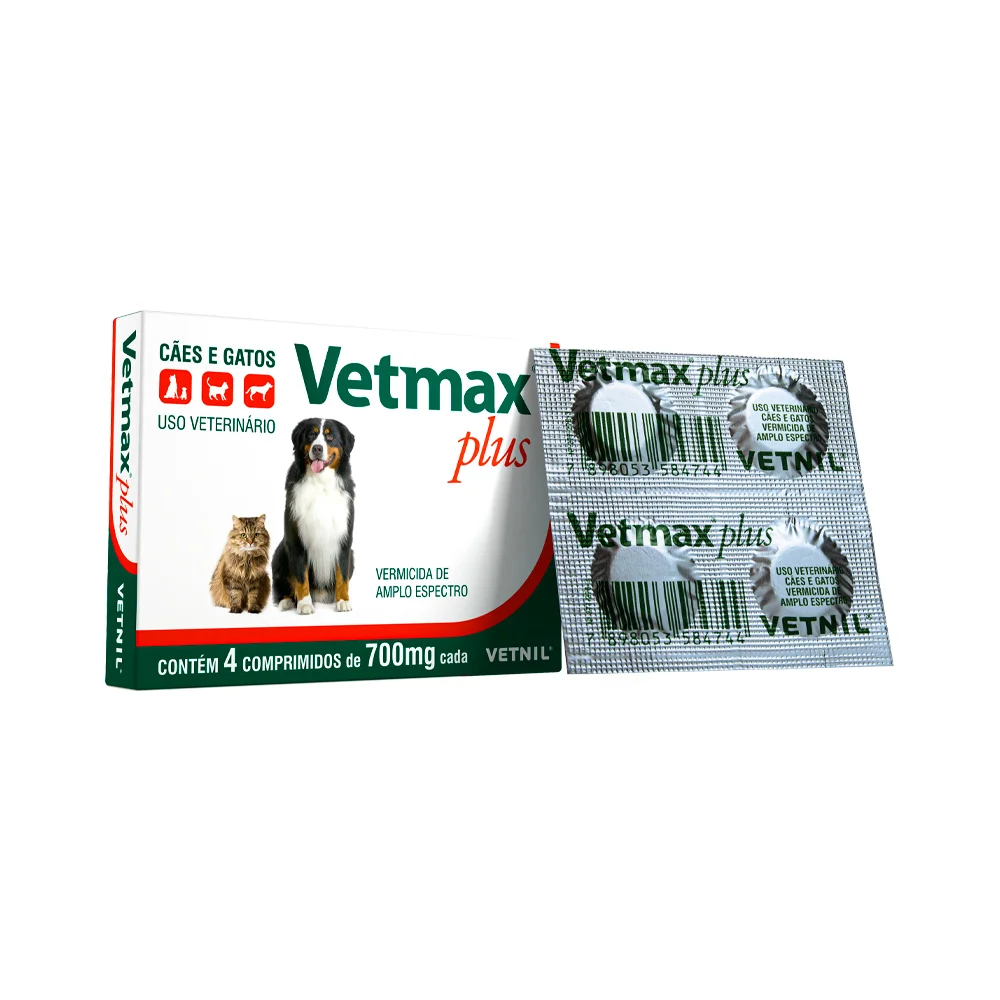 Vetmax® plus
VETNIL®
CÃES E GATOS
USO VETERINÁRIO
Vetmax
plus
VERMICIDA DE
AMPLO ESPECTRO
CONTÉM 4 COMPRIMIDOS de 700mg cada
VETNIL®
Vetmax® plus
USO VETERINÁRIO
CÃES E GATOS
VERMICIDA DE
AMPLO ESPECTRO
7 898053 584744
VETNIL®
Vetmax® plus
USO VETERINÁRIO
CÃES E GATOS
VERMICIDA DE
AMPLO ESPECTRO
7 898053 584744
VETNIL®